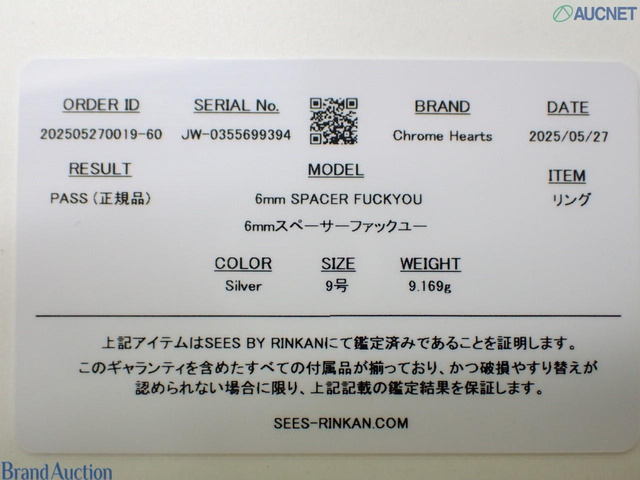 AUCNET
ORDER ID
202505270019-60
SERIAL No.
JW-0355699394
BRAND
Chrome Hearts
DATE
2025/05/27
RESULT
PASS（正規品）
MODEL
6mm SPACER FUCKYOU
6mmスペーサーファックユー
ITEM
リング
COLOR
Silver
SIZE
9号
WEIGHT
9.169g
上記アイテムはSEES BY RINKANにて鑑定済みであることを証明します。
このギャランティを含めたすべての付属品が揃っており、かつ破損やすり替えが
認められない場合に限り、上記記載の鑑定結果を保証します。
SEES-RINKAN.COM
Brand Auction